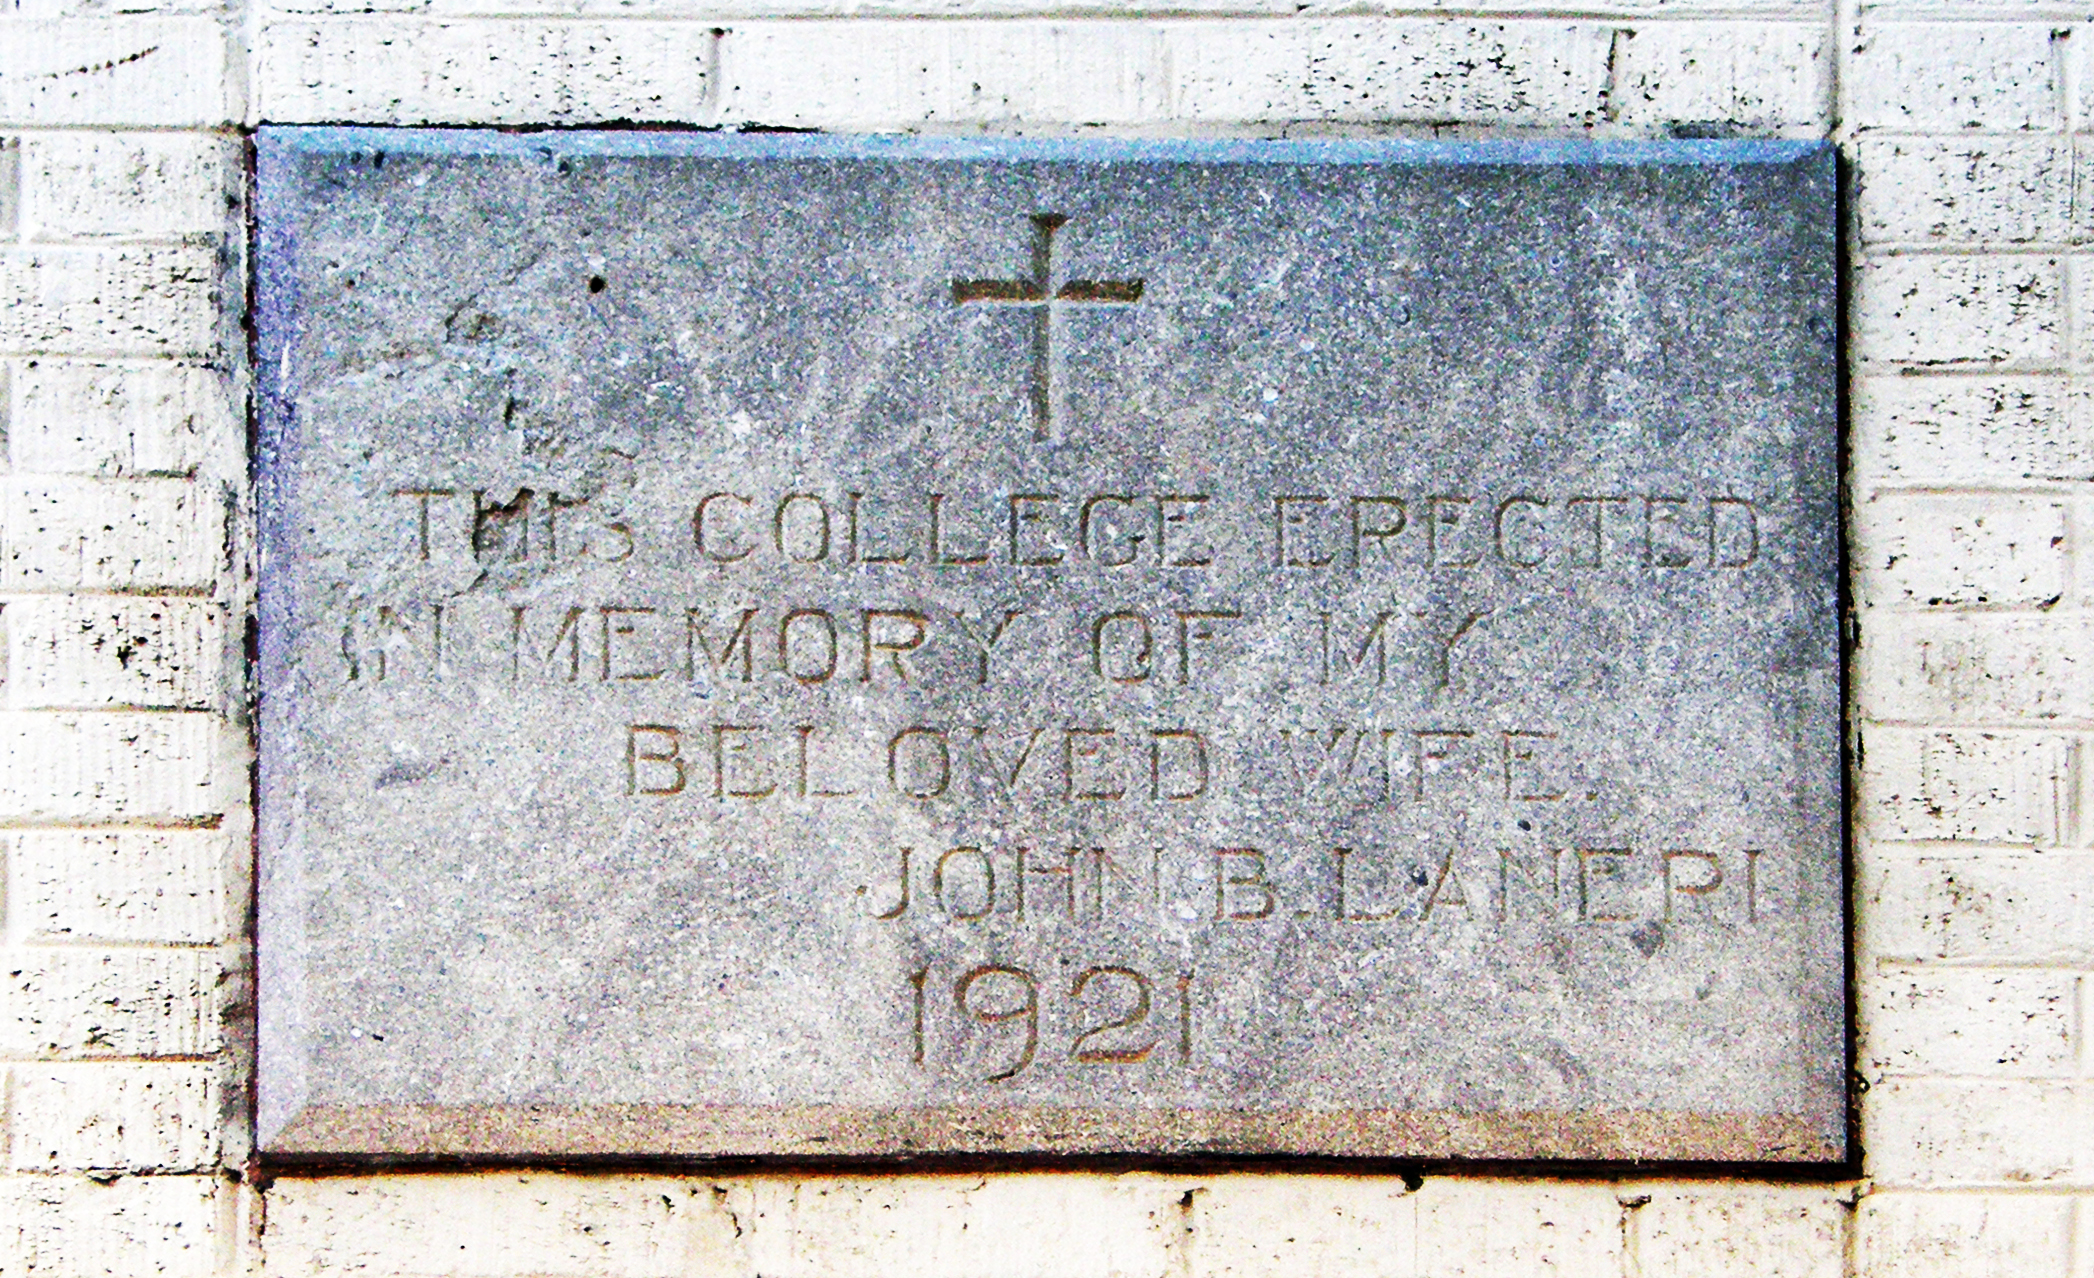 THIS COLLEGE ERECTED
IN MEMORY OF MY
BELOVED WIFE.
JOHN B. LANERI
1921